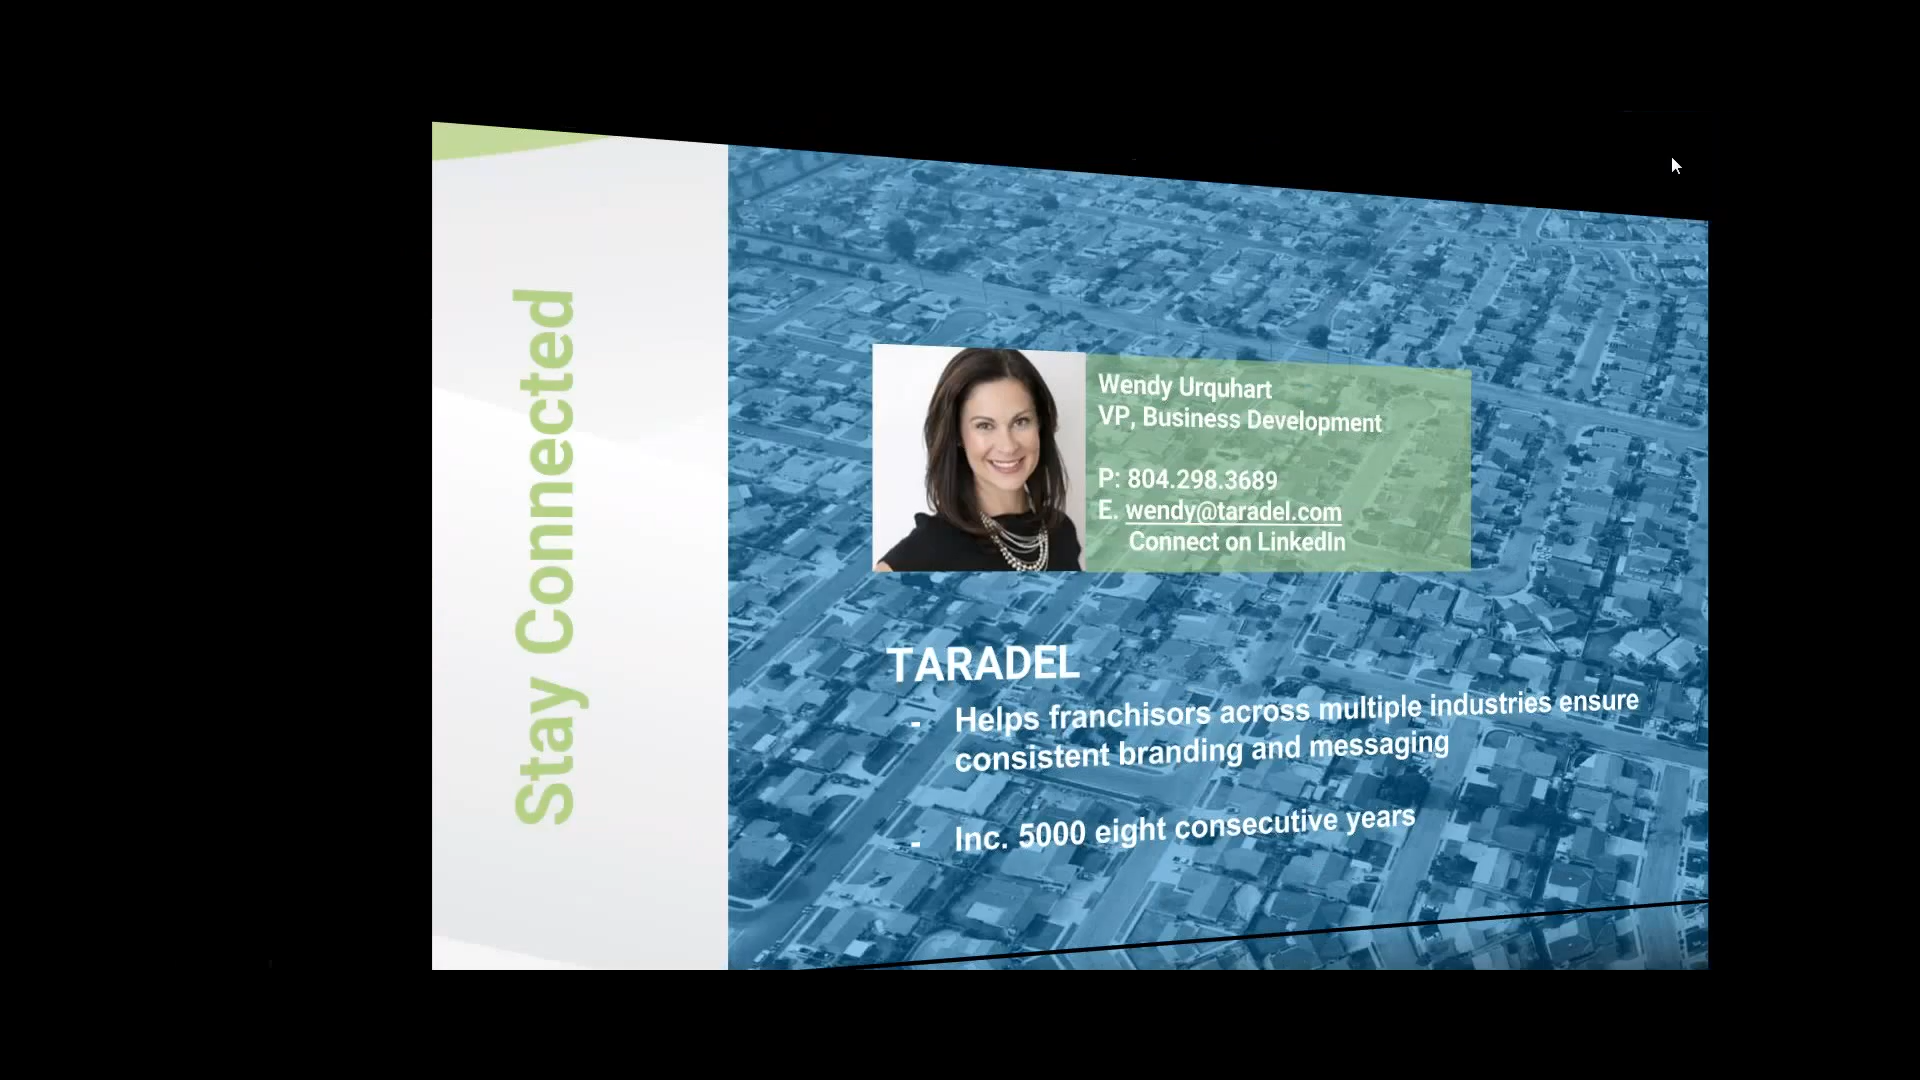 Stay Connected
Wendy Urquhart
VP, Business Development
P: 804.298.3689
E. wendy@taradel.com
Connect on LinkedIn
TARADEL
- Helps franchisors across multiple industries ensure
consistent branding and messaging
- Inc. 5000 eight consecutive years